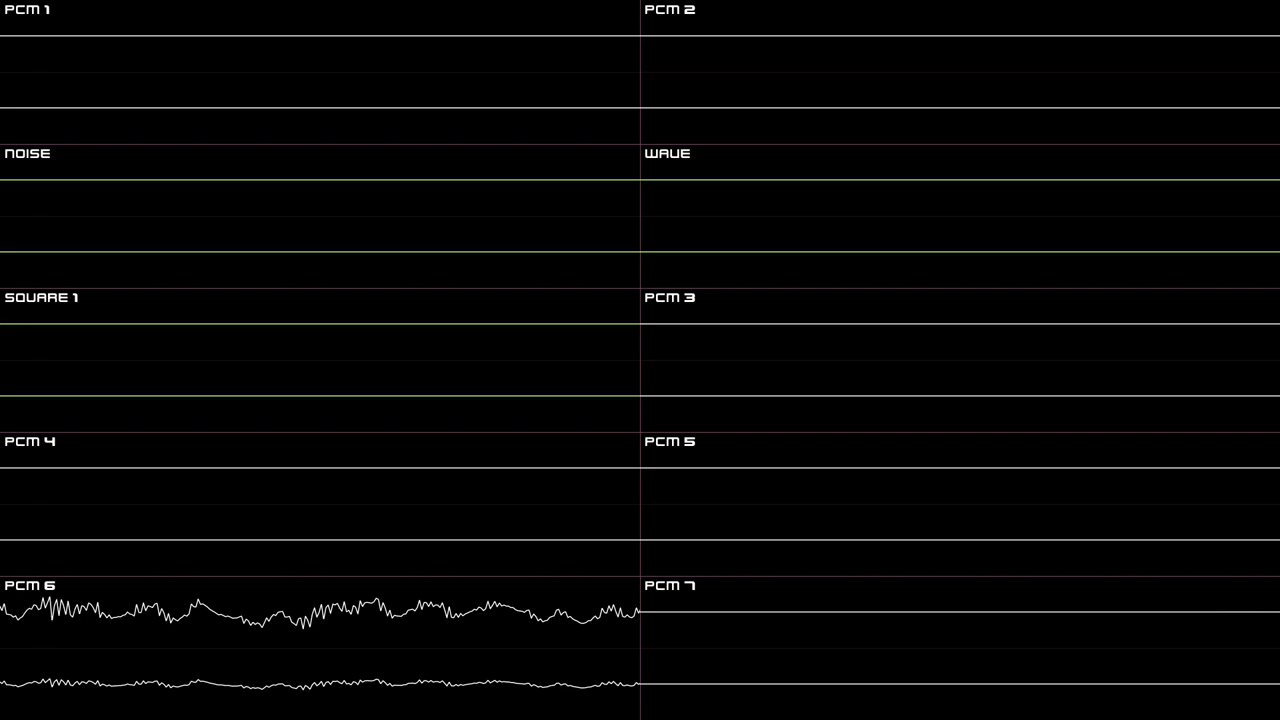 PCM 1
PCM 2
NOISE
WAVE
SQUARE 1
PCM 3
PCM 4
PCM 5
PCM 6
PCM 7